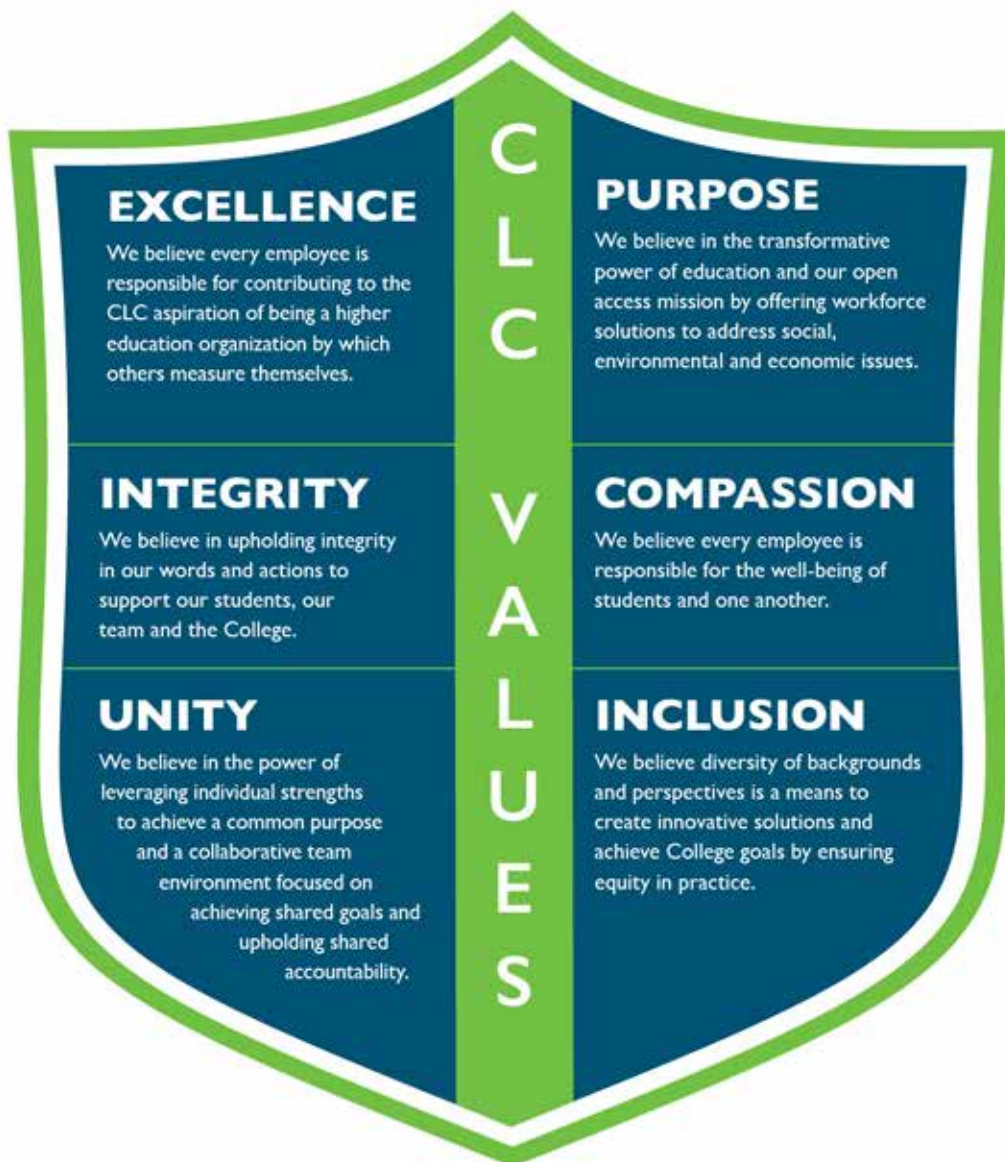 CLC VALUES
EXCELLENCE
We believe every employee is
responsible for contributing to the
CLC aspiration of being a higher
education organization by which
others measure themselves.
PURPOSE
We believe in the transformative
power of education and our open
access mission by offering workforce
solutions to address social,
environmental and economic issues.
INTEGRITY
We believe in upholding integrity
in our words and actions to
support our students, our
team and the College.
COMPASSION
We believe every employee is
responsible for the well-being of
students and one another.
UNITY
We believe in the power of
leveraging individual strengths
to achieve a common purpose
and a collaborative team
environment focused on
achieving shared goals and
upholding shared
accountability.
INCLUSION
We believe diversity of backgrounds
and perspectives is a means to
create innovative solutions and
achieve College goals by ensuring
equity in practice.